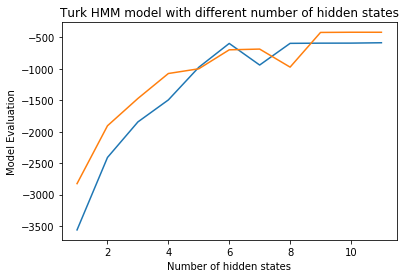 Turk HMM model with different number of hidden states
−500
−1000
−1500
−2000
−2500
−3000
−3500
Model Evaluation
2 4 6 8 10
Number of hidden states